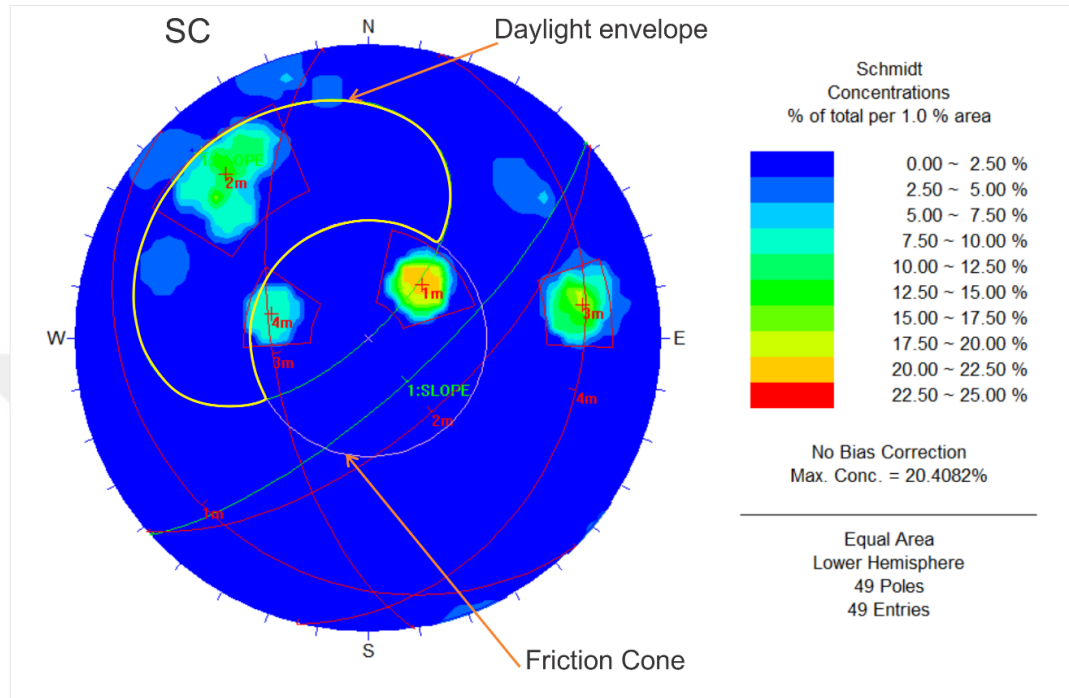 SC
Daylight envelope
N
W
E
S
1:SLOPE
2m
1m
3m
4m
3m
4m
1:SLOPE
2m
1m
Friction Cone
Schmidt
Concentrations
% of total per 1.0 % area
0.00 ~ 2.50 %
2.50 ~ 5.00 %
5.00 ~ 7.50 %
7.50 ~ 10.00 %
10.00 ~ 12.50 %
12.50 ~ 15.00 %
15.00 ~ 17.50 %
17.50 ~ 20.00 %
20.00 ~ 22.50 %
22.50 ~ 25.00 %
No Bias Correction
Max. Conc. = 20.4082%
Equal Area
Lower Hemisphere
49 Poles
49 Entries